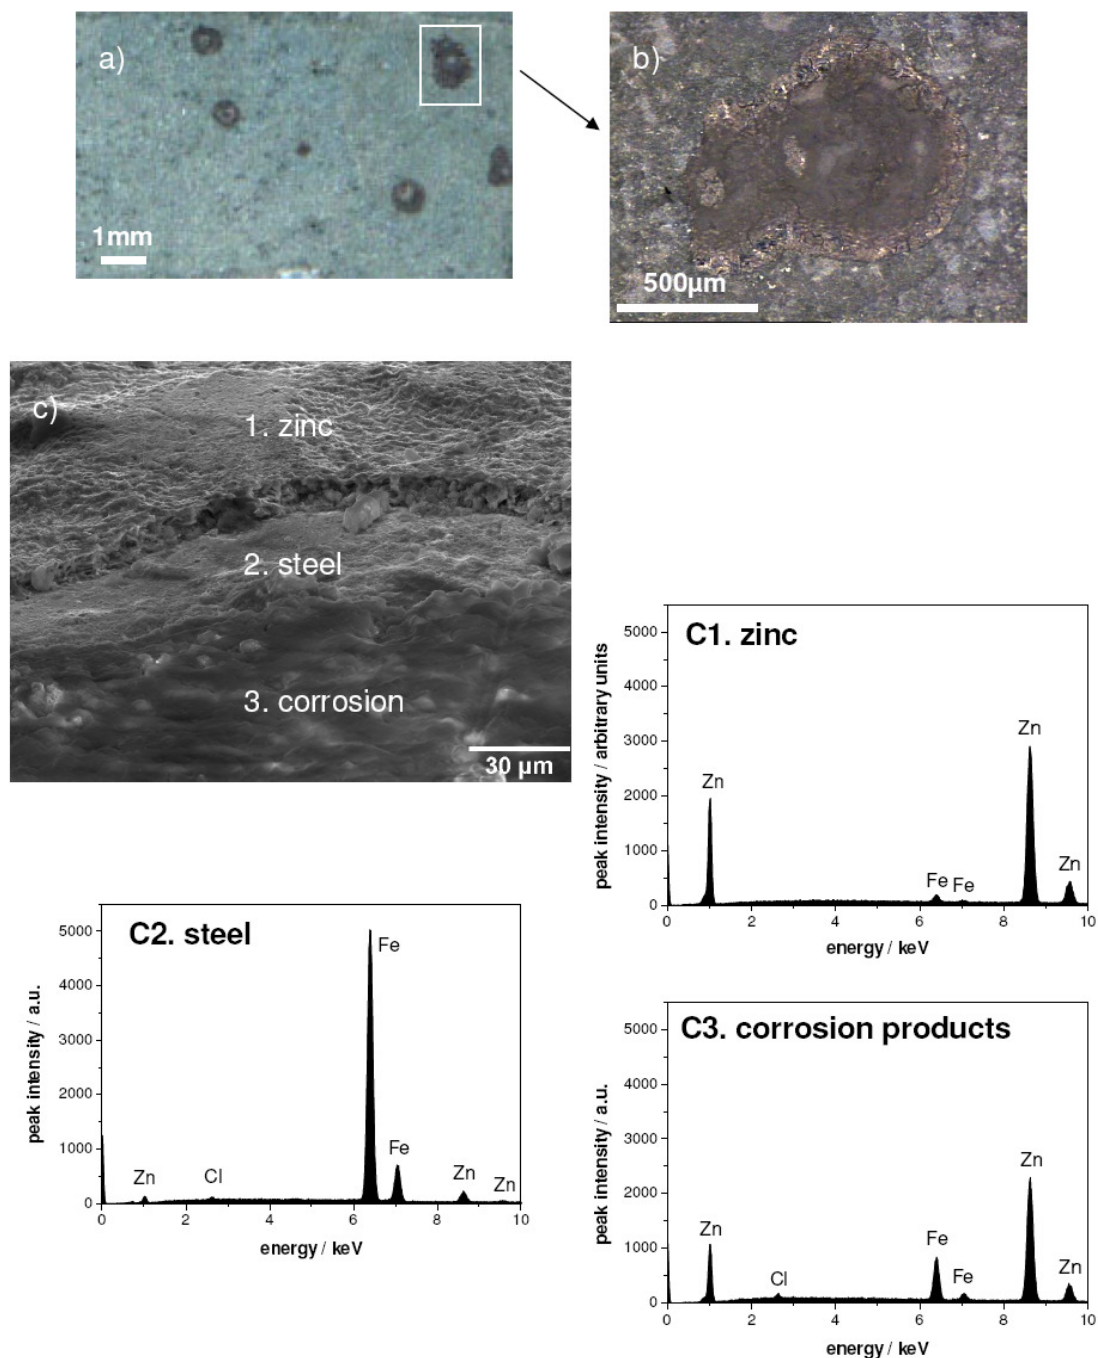 a)
1mm
b)
500µm
c)
1. zinc
2. steel
3. corrosion
30 µm
C1. zinc
peak intensity / arbitrary units
5000
4000
3000
2000
1000
0
Zn
Fe
Fe
Zn
Zn
0
2
4
6
8
10
energy / keV
C2. steel
peak intensity / a.u.
5000
4000
3000
2000
1000
0
Zn
Cl
Fe
Fe
Zn
Zn
0
2
4
6
8
10
energy / keV
C3. corrosion products
peak intensity / a.u.
5000
4000
3000
2000
1000
0
Zn
Cl
Fe
Fe
Zn
Zn
0
2
4
6
8
10
energy / keV